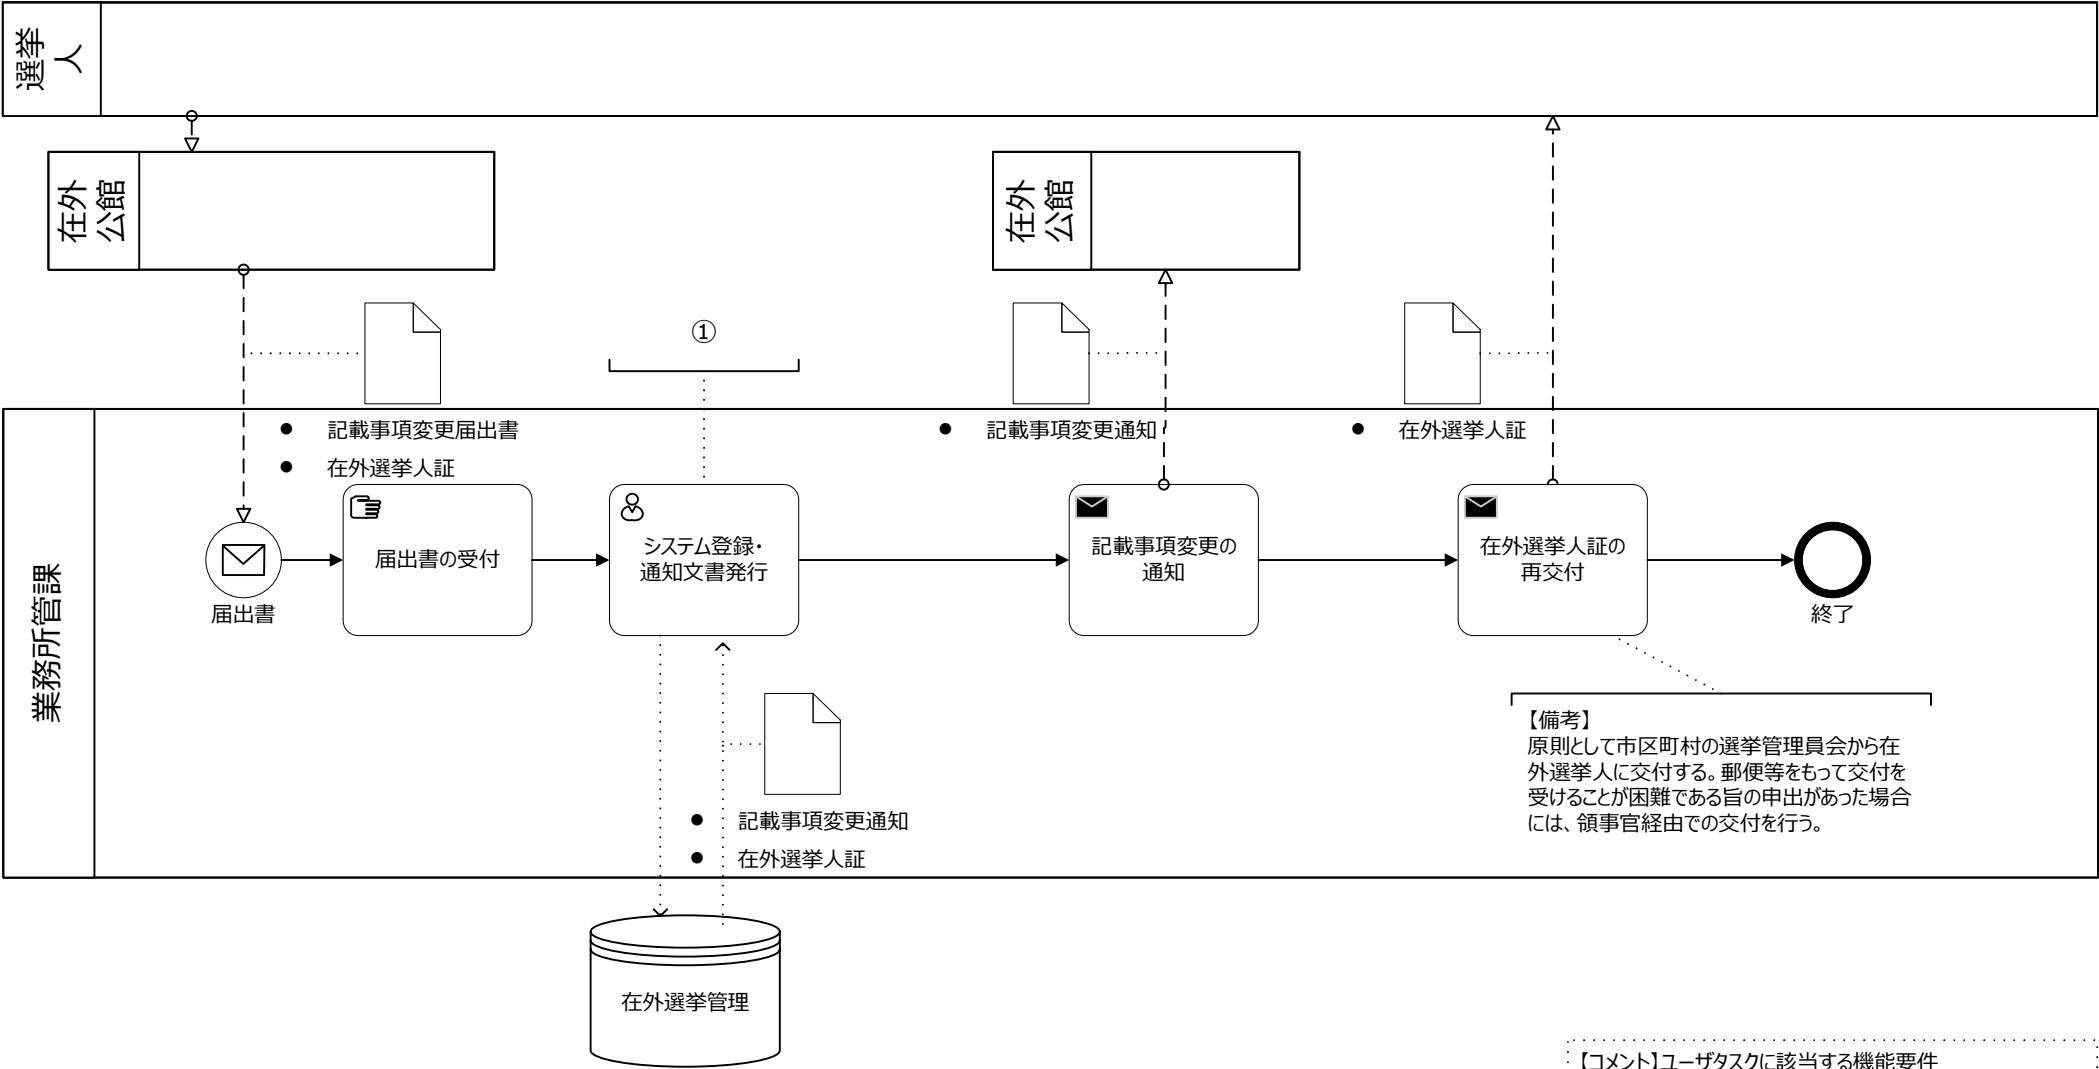 選挙
人
在外
公館
在外
公館
①
● 記載事項変更届出書
● 在外選挙人証
● 記載事項変更通知
● 在外選挙人証
業務所管課
届出書
届出書の受付
システム登録・
通知文書発行
記載事項変更の
通知
在外選挙人証の
再交付
終了
● 記載事項変更通知
● 在外選挙人証
【備考】
原則として市区町村の選挙管理員会から在
外選挙人に交付する。郵便等をもって交付を
受けることが困難である旨の申出があった場合
には、領事官経由での交付を行う。
在外選挙管理
【コメント】ユーザタスクに該当する機能要件